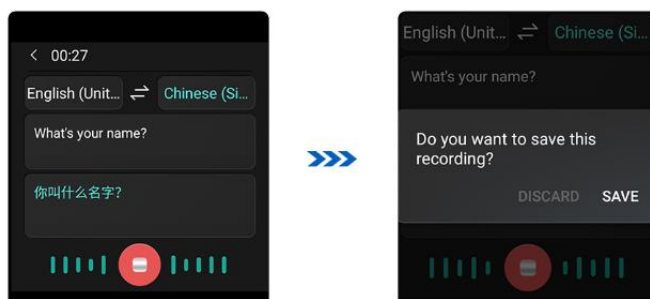 00:27
English (Unit... Chinese (Si...
What's your name?
你叫什么名字?
English (Unit... Chinese (Si...
What's your name?
Do you want to save this
recording?
DISCARD SAVE